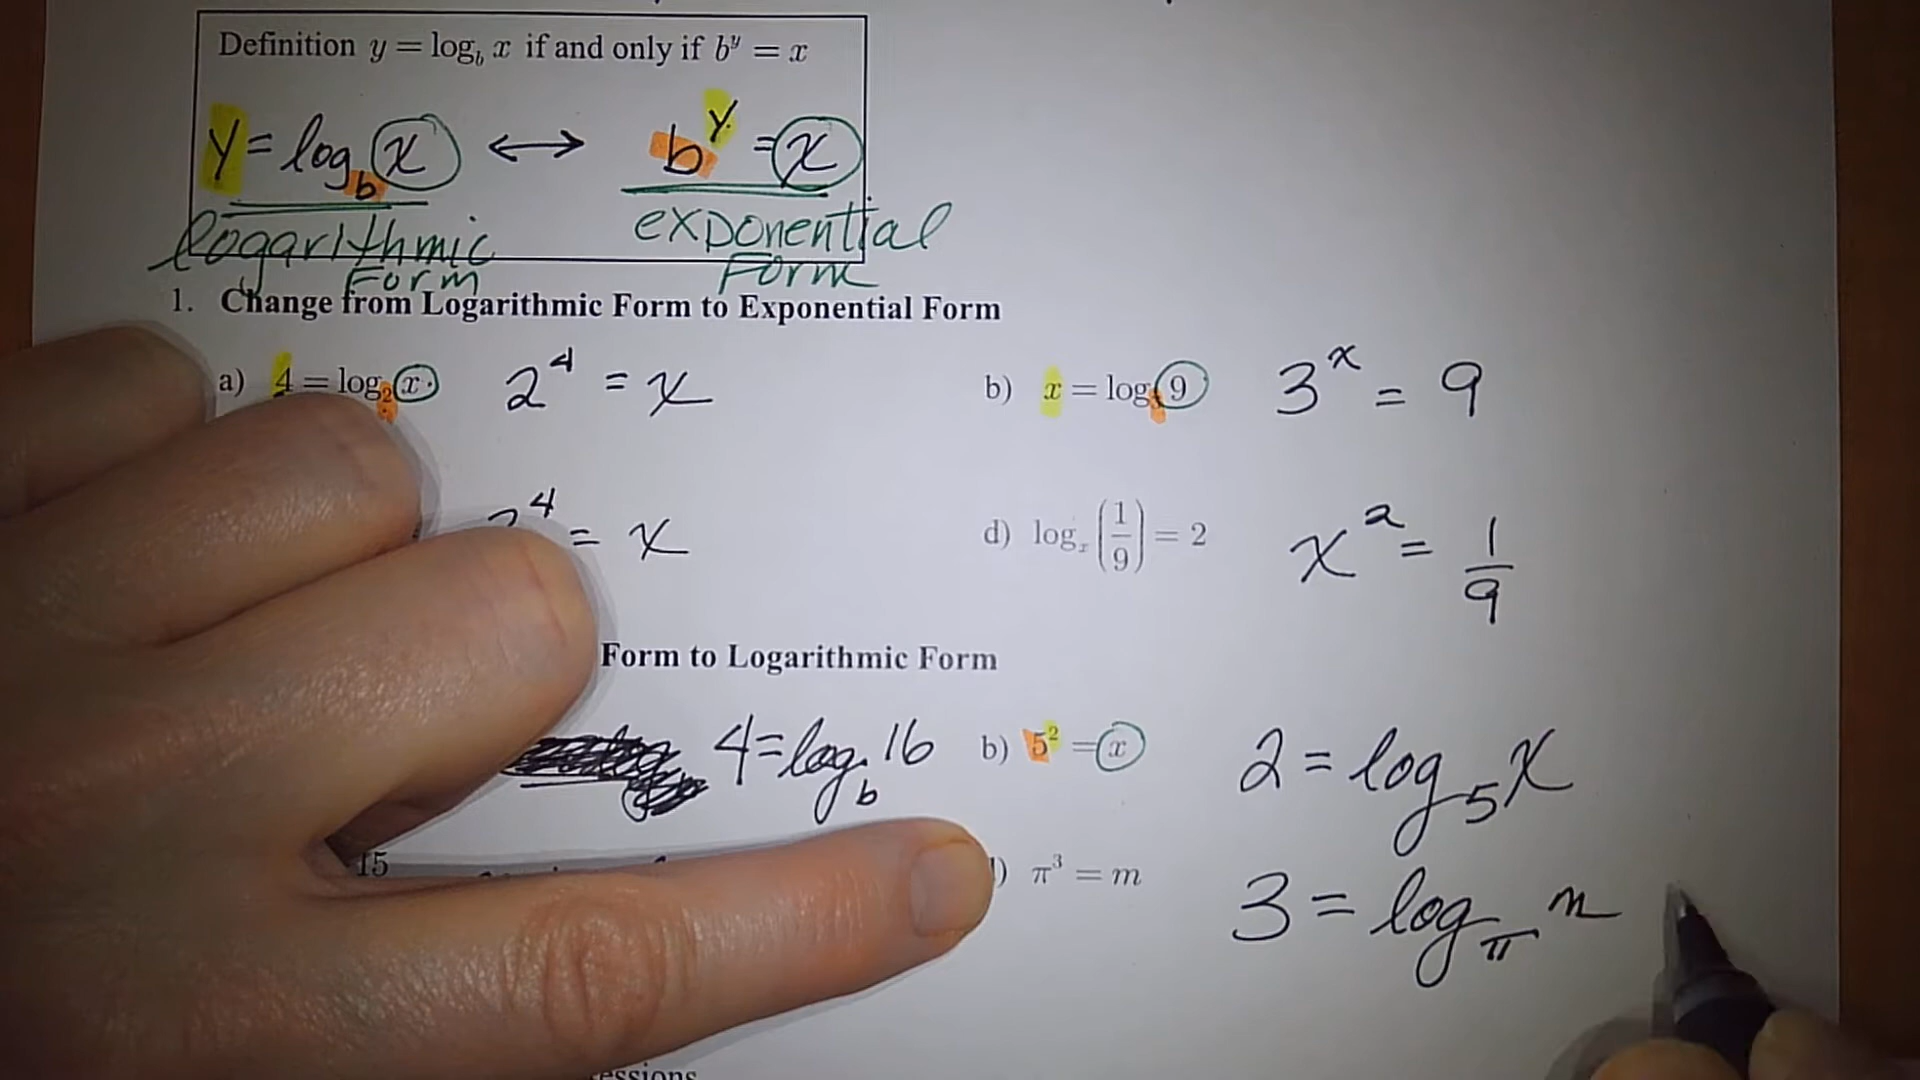 Definition y = log_b x if and only if b^y = x
y = log_b x ↔ b^y = x
logarithmic Form
exponential Form
1. Change from Logarithmic Form to Exponential Form
a) 4 = log_2 x 2^4 = x
b) x = log_3 9 3^x = 9
^4 = x
d) log_x (1/9) = 2 x^2 = 1/9
Form to Logarithmic Form
4 = log_b 16
b) 5^2 = x 2 = log_5 x
15
) π^3 = m 3 = log_π m